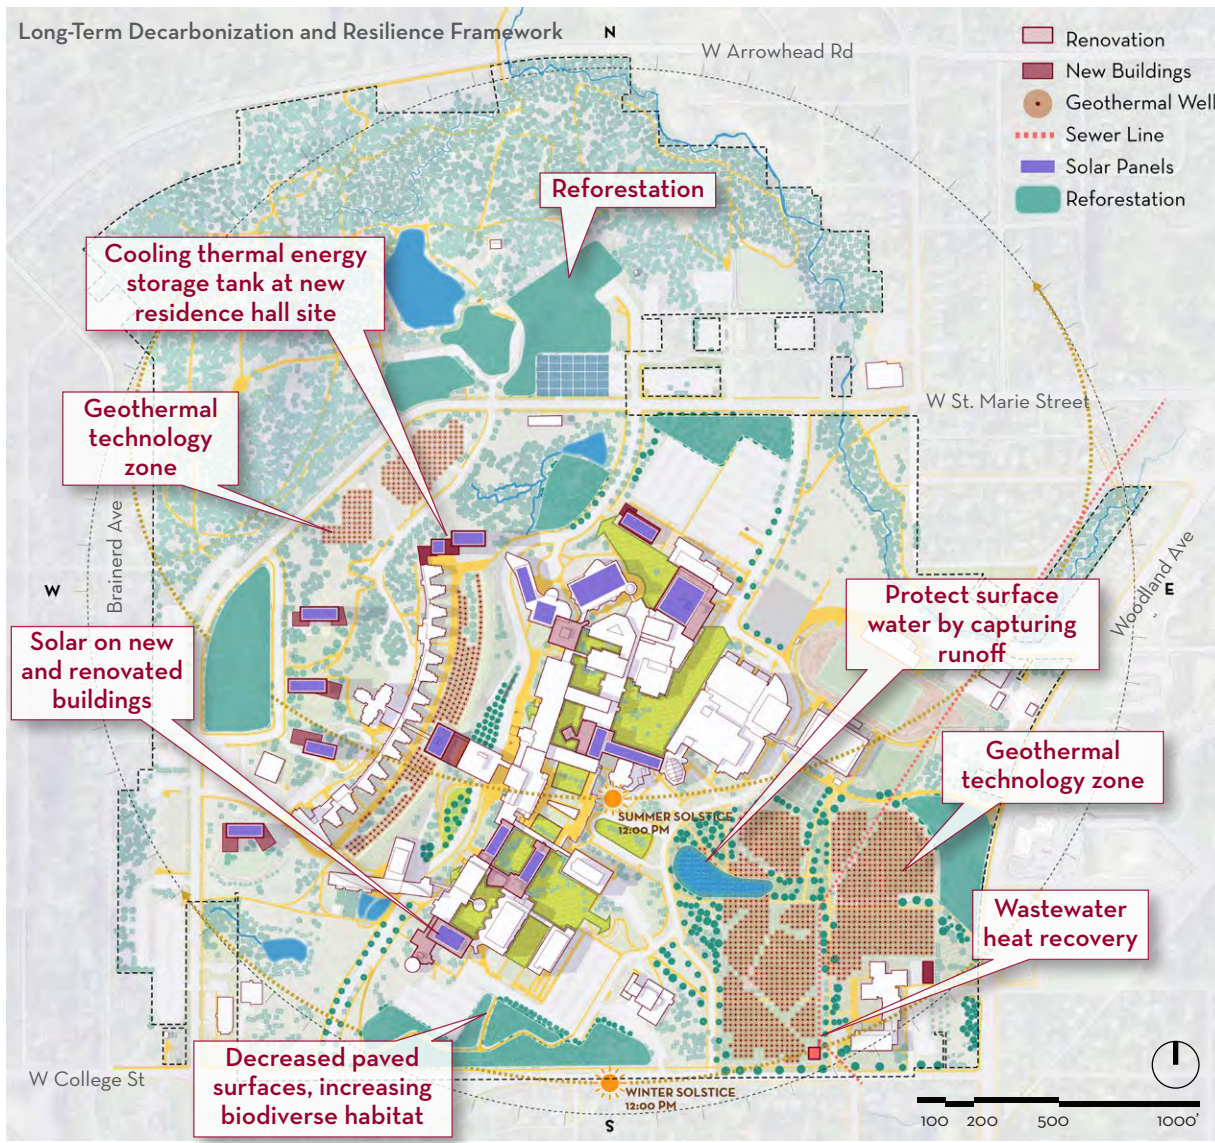 Long-Term Decarbonization and Resilience Framework
N
W Arrowhead Rd
Renovation
New Buildings
Geothermal Well
Sewer Line
Solar Panels
Reforestation
Reforestation
Cooling thermal energy
storage tank at new
residence hall site
Geothermal
technology
zone
W St. Marie Street
Brainerd Ave
W
E
Woodland Ave
Protect surface
water by capturing
runoff
Solar on new
and renovated
buildings
Geothermal
technology zone
SUMMER SOLSTICE
12:00 PM
Wastewater
heat recovery
Decreased paved
surfaces, increasing
biodiverse habitat
W College St
WINTER SOLSTICE
12:00 PM
S
100 200 500 1000'